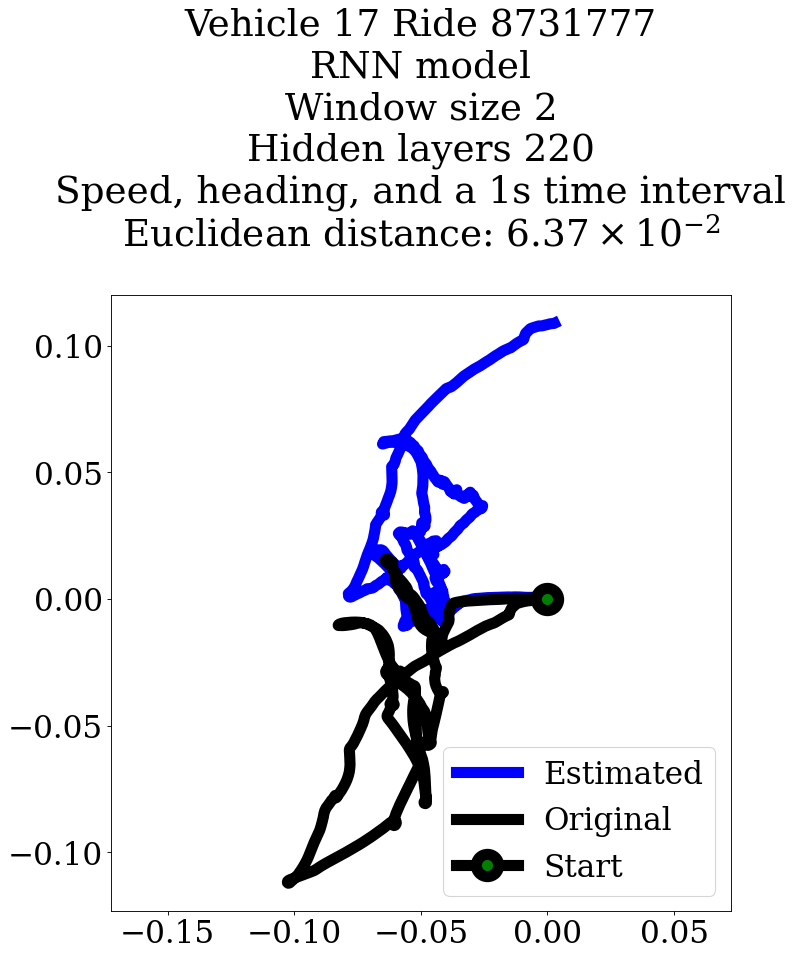 Vehicle 17 Ride 8731777
RNN model
Window size 2
Hidden layers 220
Speed, heading, and a 1s time interval
Euclidean distance: 6.37 × 10⁻²
0.10
0.05
0.00
−0.05
−0.10
Estimated
Original
Start
−0.15 −0.10 −0.05 0.00 0.05